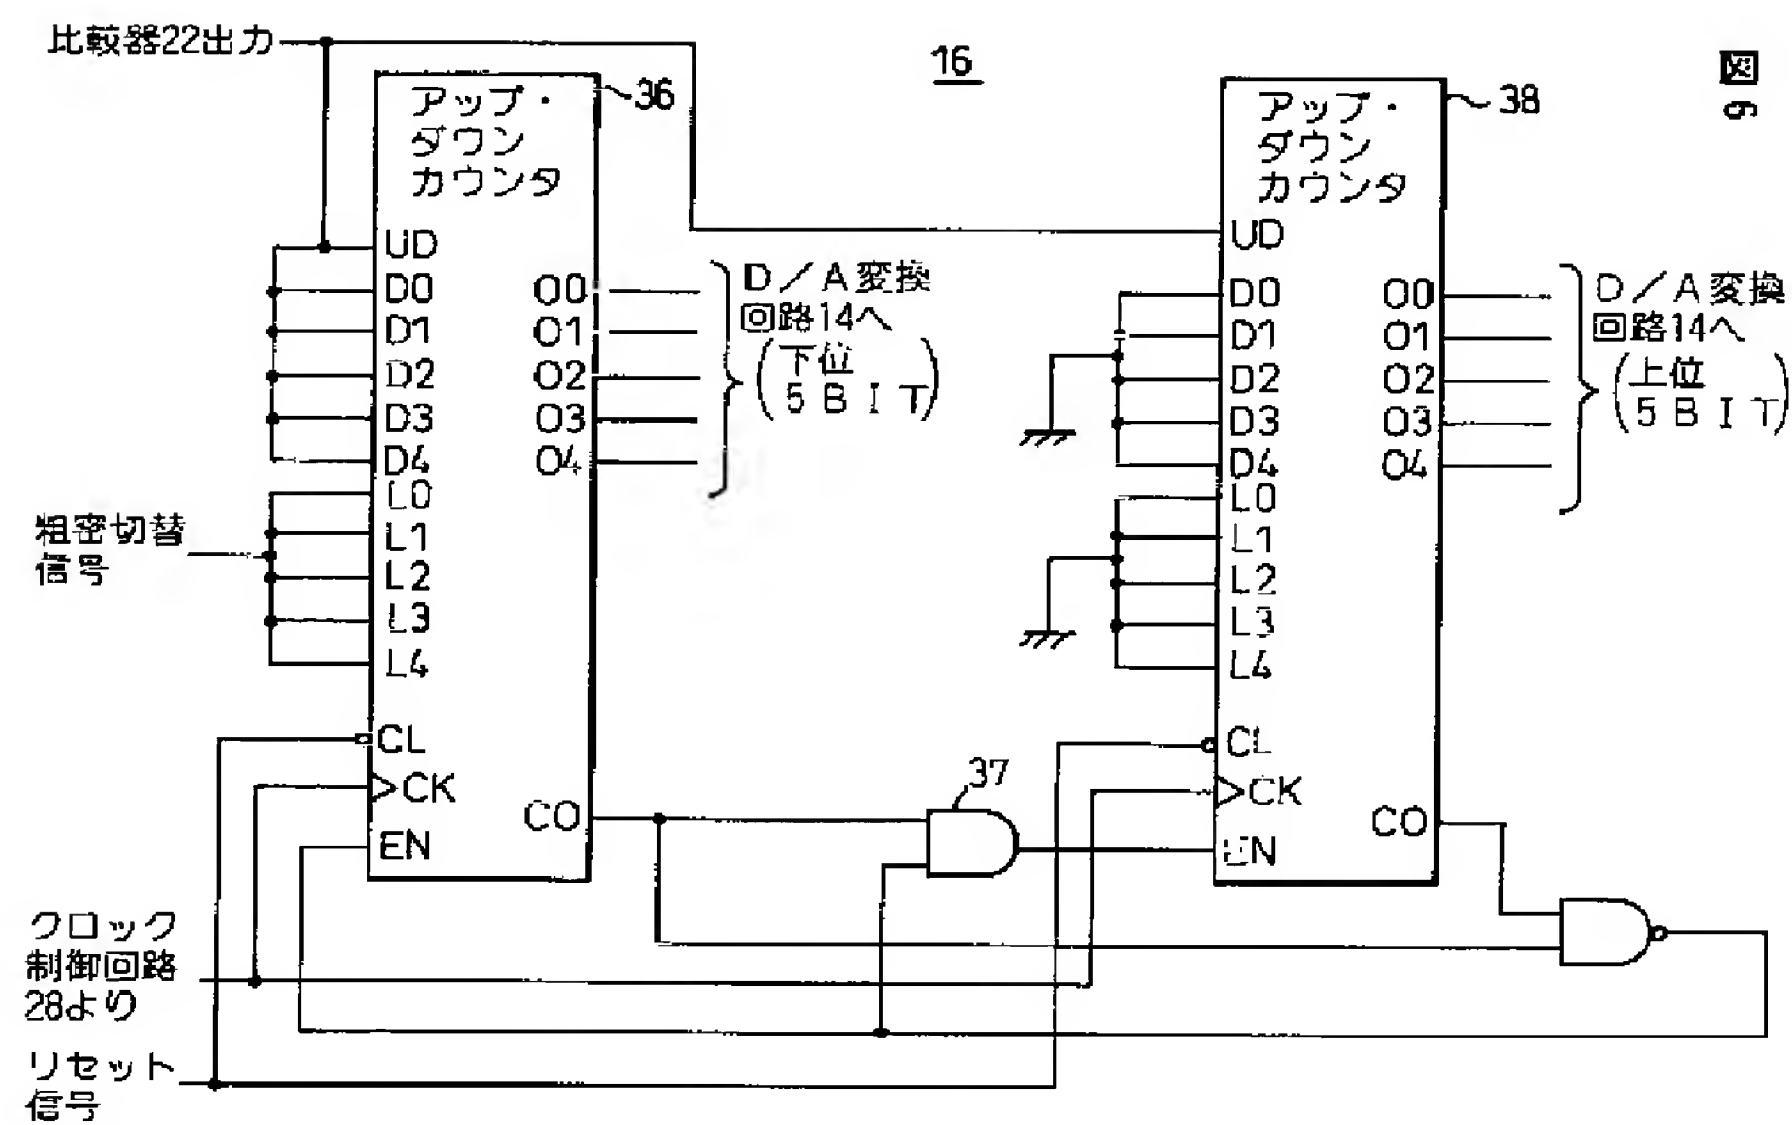 比較器22出力
16
図
9
36
アップ・
ダウン
カウンタ
UD
D0
D1
D2
D3
D4
L0
L1
L2
L3
L4
CL
CK
EN
O0
O1
O2
O3
O4
CO
D/A変換
回路14へ
(下位
5BIT)
粗密切替
信号
38
アップ・
ダウン
カウンタ
UD
D0
D1
D2
D3
D4
L0
L1
L2
L3
L4
CL
CK
EN
O0
O1
O2
O3
O4
CO
D/A変換
回路14へ
(上位
5BIT)
37
クロック
制御回路
28より
リセット
信号